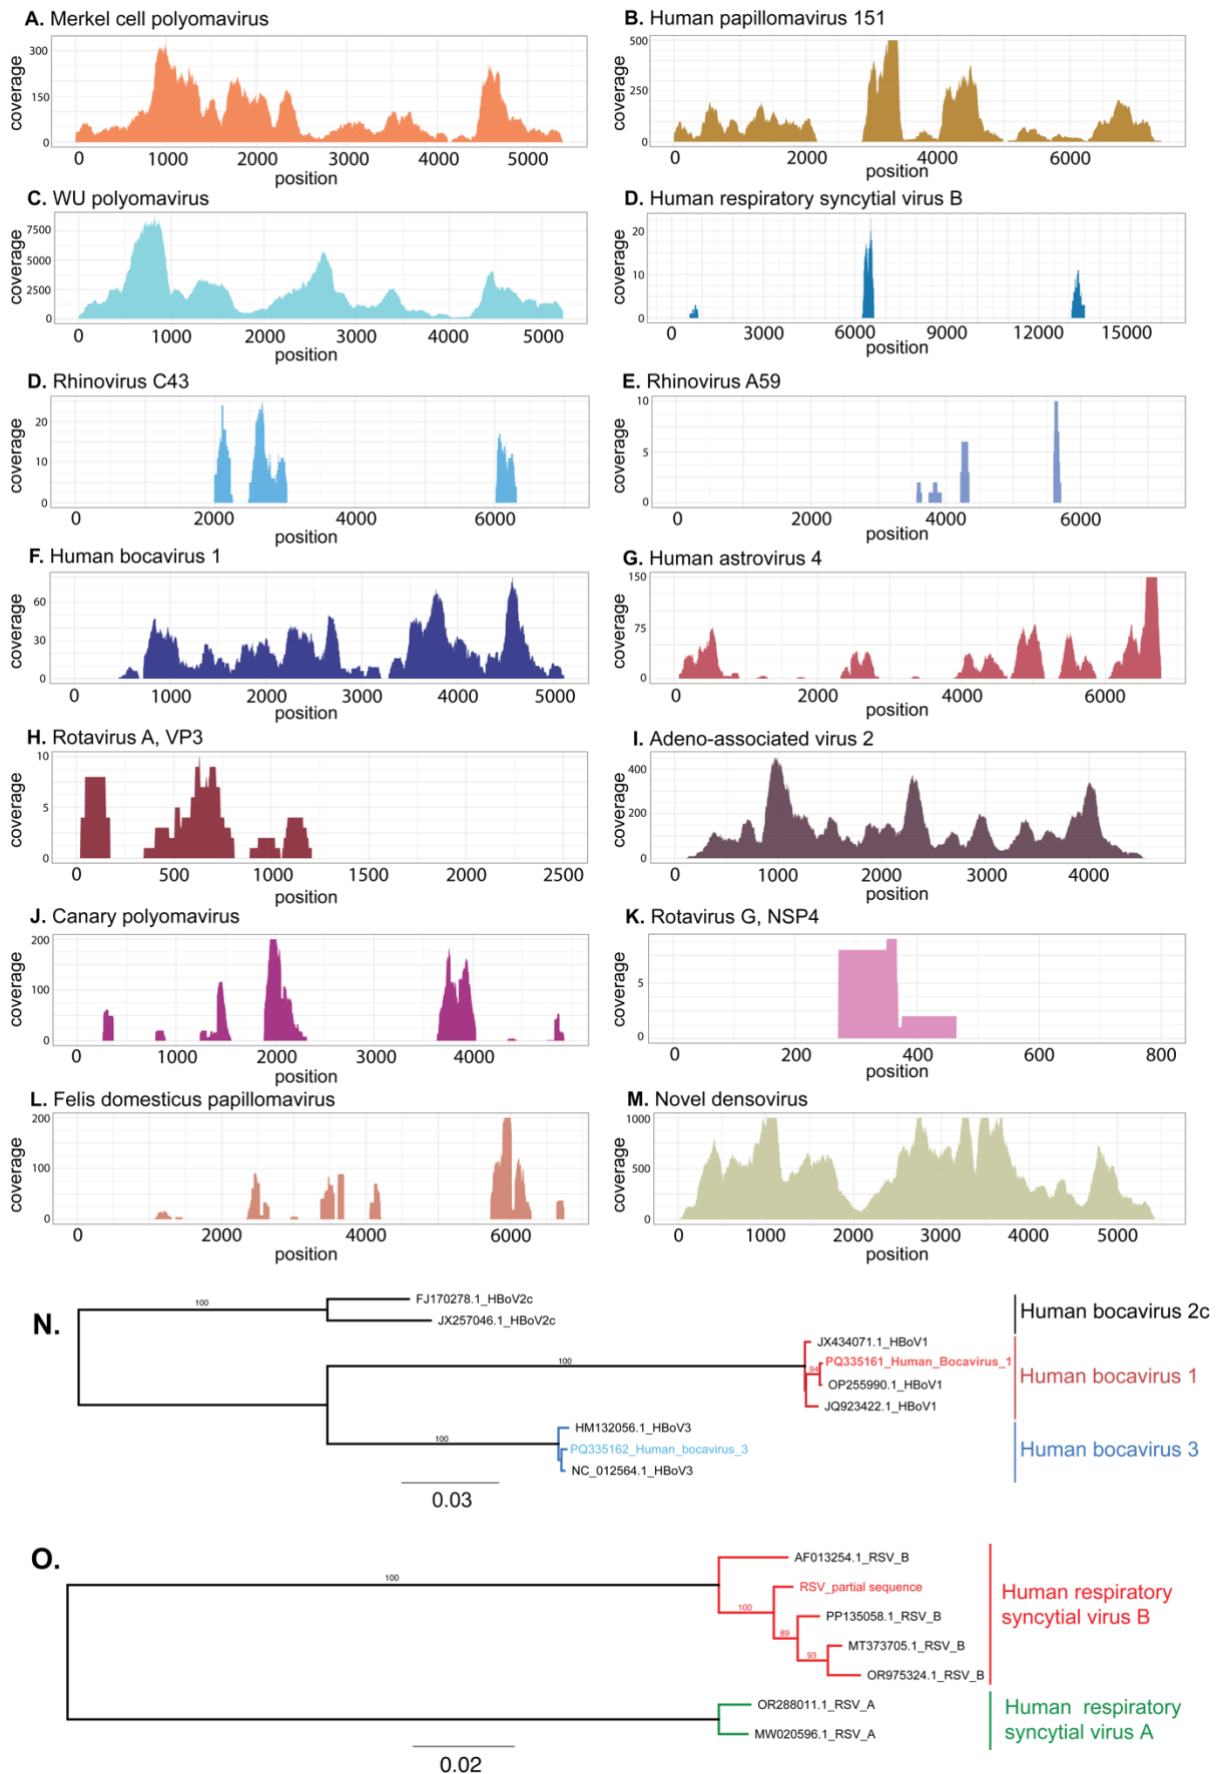 A. Merkel cell polyomavirus
coverage
300
150
0
0 1000 2000 3000 4000 5000
position
B. Human papillomavirus 151
coverage
500
250
0
0 2000 4000 6000
position
C. WU polyomavirus
coverage
7500
5000
2500
0
0 1000 2000 3000 4000 5000
position
D. Human respiratory syncytial virus B
coverage
20
10
0
0 3000 6000 9000 12000 15000
position
D. Rhinovirus C43
coverage
20
10
0
0 2000 4000 6000
position
E. Rhinovirus A59
coverage
10
5
0
0 2000 4000 6000
position
F. Human bocavirus 1
coverage
60
30
0
0 1000 2000 3000 4000 5000
position
G. Human astrovirus 4
coverage
150
75
0
0 2000 4000 6000
position
H. Rotavirus A, VP3
coverage
10
5
0
0 500 1000 1500 2000 2500
position
I. Adeno-associated virus 2
coverage
400
200
0
0 1000 2000 3000 4000
position
J. Canary polyomavirus
coverage
200
100
0
0 1000 2000 3000 4000
position
K. Rotavirus G, NSP4
coverage
5
0
0 200 400 600 800
position
L. Felis domesticus papillomavirus
coverage
200
100
0
0 2000 4000 6000
position
M. Novel densovirus
coverage
1000
500
0
0 1000 2000 3000 4000 5000
position
N.
100
FJ170278.1_HBoV2c
JX257046.1_HBoV2c
Human bocavirus 2c
100
JX434071.1_HBoV1
94
PQ335161_Human_Bocavirus_1
OP255990.1_HBoV1
JQ923422.1_HBoV1
Human bocavirus 1
100
HM132056.1_HBoV3
PQ335162_Human_bocavirus_3
NC_012564.1_HBoV3
Human bocavirus 3
0.03
O.
100
AF013254.1_RSV_B
RSV_partial sequence
100
PP135058.1_RSV_B
89
MT373705.1_RSV_B
93
OR975324.1_RSV_B
Human respiratory
syncytial virus B
OR288011.1_RSV_A
MW020596.1_RSV_A
Human respiratory
syncytial virus A
0.02